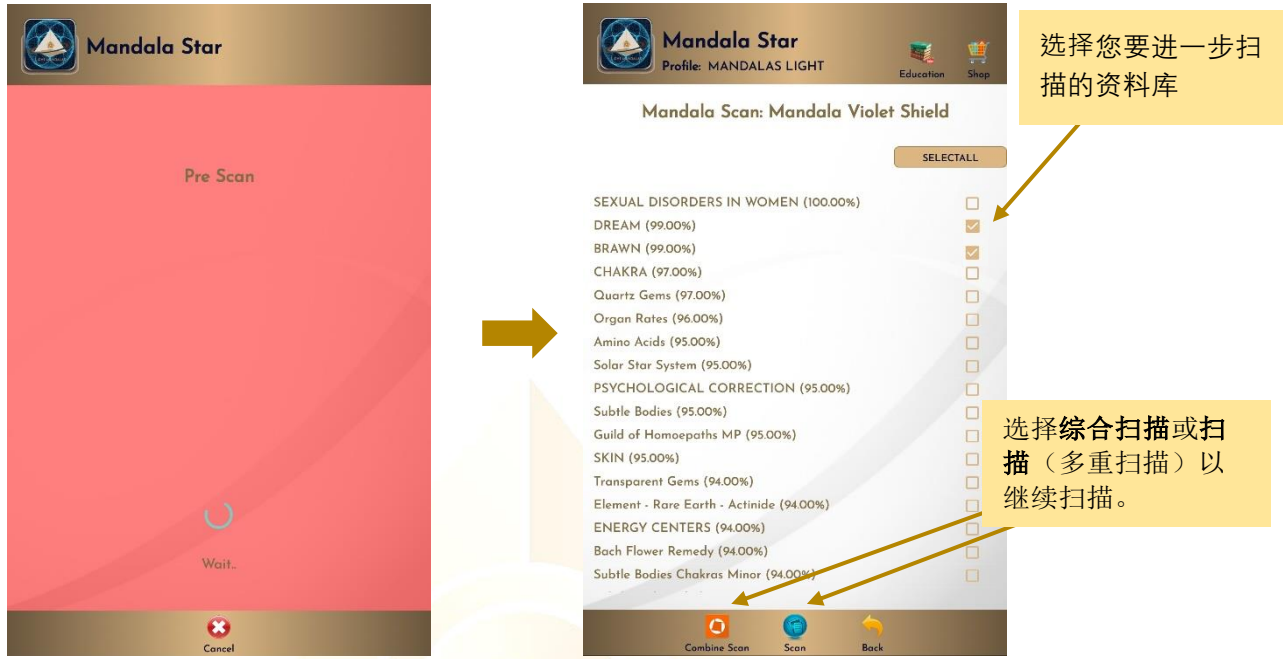 Mandala Star
Pre Scan
Wait..
Cancel
Mandala Star
Profile: MANDALAS LIGHT
Education
Shop
Mandala Scan: Mandala Violet Shield
SELECTALL
SEXUAL DISORDERS IN WOMEN (100.00%)
DREAM (99.00%)
BRAWN (99.00%)
CHAKRA (97.00%)
Quartz Gems (97.00%)
Organ Rates (96.00%)
Amino Acids (95.00%)
Solar Star System (95.00%)
PSYCHOLOGICAL CORRECTION (95.00%)
Subtle Bodies (95.00%)
Guild of Homoepaths MP (95.00%)
SKIN (95.00%)
Transparent Gems (94.00%)
Element - Rare Earth - Actinide (94.00%)
ENERGY CENTERS (94.00%)
Bach Flower Remedy (94.00%)
Subtle Bodies Chakras Minor (94.00%)
Combine Scan
Scan
Back
选择您要进一步扫
描的资料库
选择综合扫描或扫
描（多重扫描）以
继续扫描。